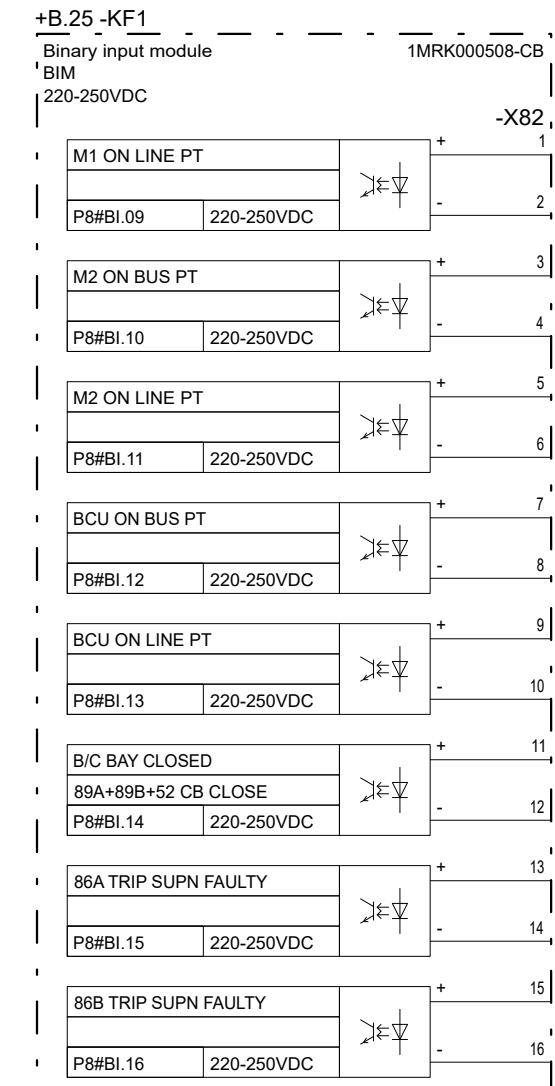 +B.25 -KF1
Binary input module 1MRK000508-CB
BIM
220-250VDC
-X82
+ 1
M1 ON LINE PT
- 2
P8#BI.09 220-250VDC
+ 3
M2 ON BUS PT
- 4
P8#BI.10 220-250VDC
+ 5
M2 ON LINE PT
- 6
P8#BI.11 220-250VDC
+ 7
BCU ON BUS PT
- 8
P8#BI.12 220-250VDC
+ 9
BCU ON LINE PT
- 10
P8#BI.13 220-250VDC
+ 11
B/C BAY CLOSED
89A+89B+52 CB CLOSE
- 12
P8#BI.14 220-250VDC
+ 13
86A TRIP SUPN FAULTY
- 14
P8#BI.15 220-250VDC
+ 15
86B TRIP SUPN FAULTY
- 16
P8#BI.16 220-250VDC